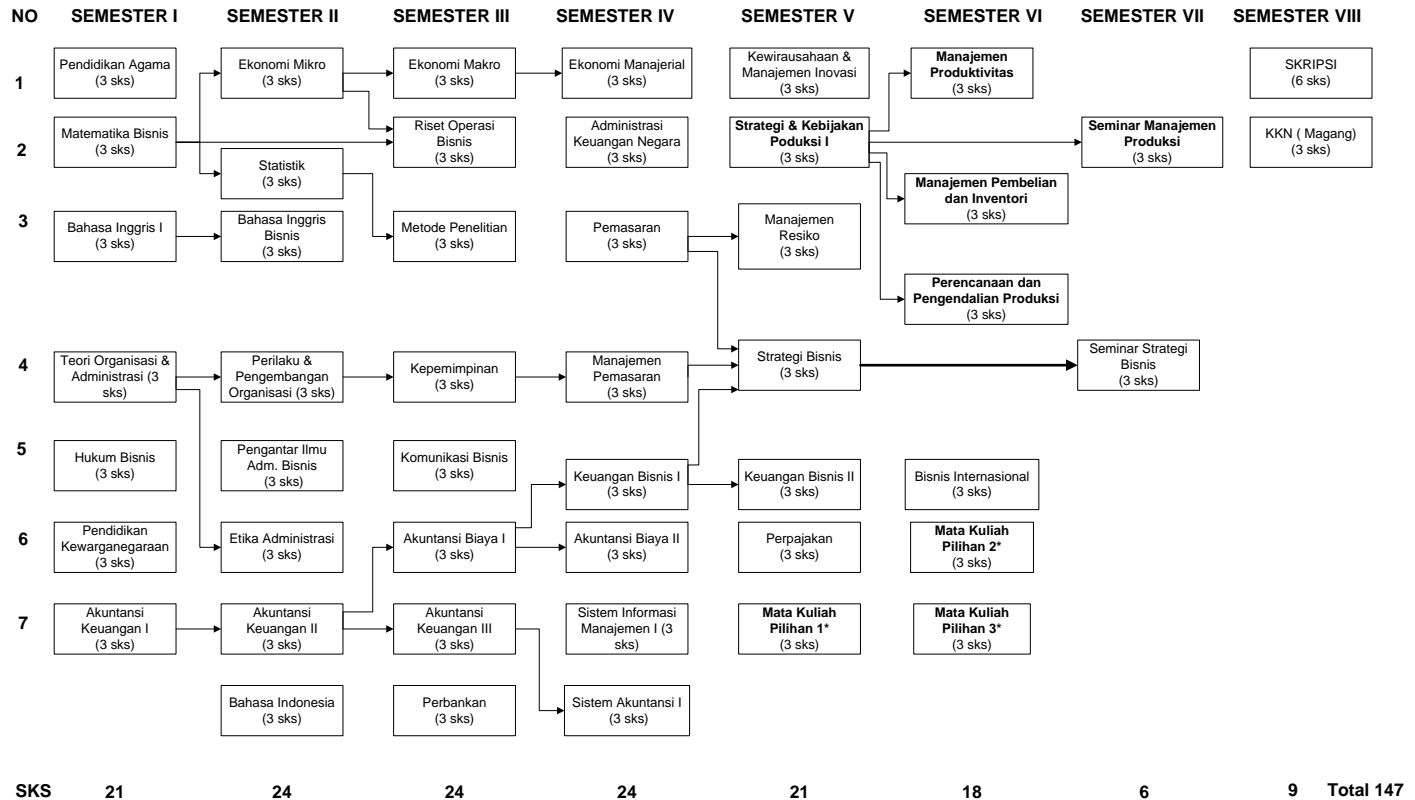 NO SEMESTER I SEMESTER II SEMESTER III SEMESTER IV SEMESTER V SEMESTER VI SEMESTER VII SEMESTER VIII
1
Pendidikan Agama
(3 sks)
Ekonomi Mikro
(3 sks)
Ekonomi Makro
(3 sks)
Ekonomi Manajerial
(3 sks)
Kewirausahaan &
Manajemen Inovasi
(3 sks)
Manajemen
Produktivitas
(3 sks)
SKRIPSI
(6 sks)
2
Matematika Bisnis
(3 sks)
Statistik
(3 sks)
Riset Operasi
Bisnis
(3 sks)
Administrasi
Keuangan Negara
(3 sks)
Strategi & Kebijakan
Poduksi I
(3 sks)
Manajemen Pembelian
dan Inventori
(3 sks)
Seminar Manajemen
Produksi
(3 sks)
KKN ( Magang)
(3 sks)
3
Bahasa Inggris I
(3 sks)
Bahasa Inggris
Bisnis
(3 sks)
Metode Penelitian
(3 sks)
Pemasaran
(3 sks)
Manajemen
Resiko
(3 sks)
Perencanaan dan
Pengendalian Produksi
(3 sks)
4
Teori Organisasi &
Administrasi (3
sks)
Perilaku &
Pengembangan
Organisasi (3 sks)
Kepemimpinan
(3 sks)
Manajemen
Pemasaran
(3 sks)
Strategi Bisnis
(3 sks)
Seminar Strategi
Bisnis
(3 sks)
5
Hukum Bisnis
(3 sks)
Pengantar Ilmu
Adm. Bisnis
(3 sks)
Komunikasi Bisnis
(3 sks)
Keuangan Bisnis I
(3 sks)
Keuangan Bisnis II
(3 sks)
Bisnis Internasional
(3 sks)
6
Pendidikan
Kewarganegaraan
(3 sks)
Etika Administrasi
(3 sks)
Akuntansi Biaya I
(3 sks)
Akuntansi Biaya II
(3 sks)
Perpajakan
(3 sks)
Mata Kuliah
Pilihan 2*
(3 sks)
7
Akuntansi
Keuangan I
(3 sks)
Akuntansi
Keuangan II
(3 sks)
Akuntansi
Keuangan III
(3 sks)
Sistem Informasi
Manajemen I (3
sks)
Mata Kuliah
Pilihan 1*
(3 sks)
Mata Kuliah
Pilihan 3*
(3 sks)
Bahasa Indonesia
(3 sks)
Perbankan
(3 sks)
Sistem Akuntansi I
(3 sks)
SKS 21 24 24 24 21 18 6 9 Total 147